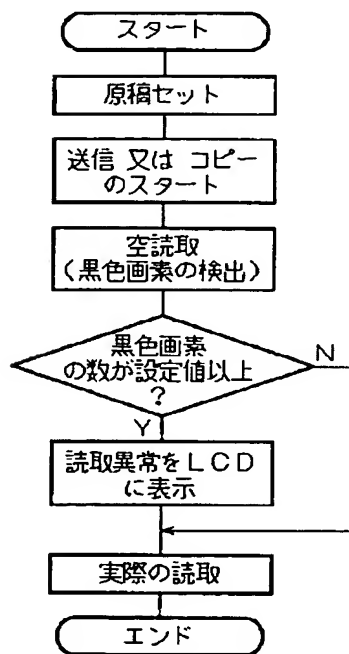 スタート
原稿セット
送信 又は コピー
のスタート
空読取
(黒色画素の検出)
黒色画素
の数が設定値以上
?
N
Y
読取異常をLCD
に表示
実際の読取
エンド